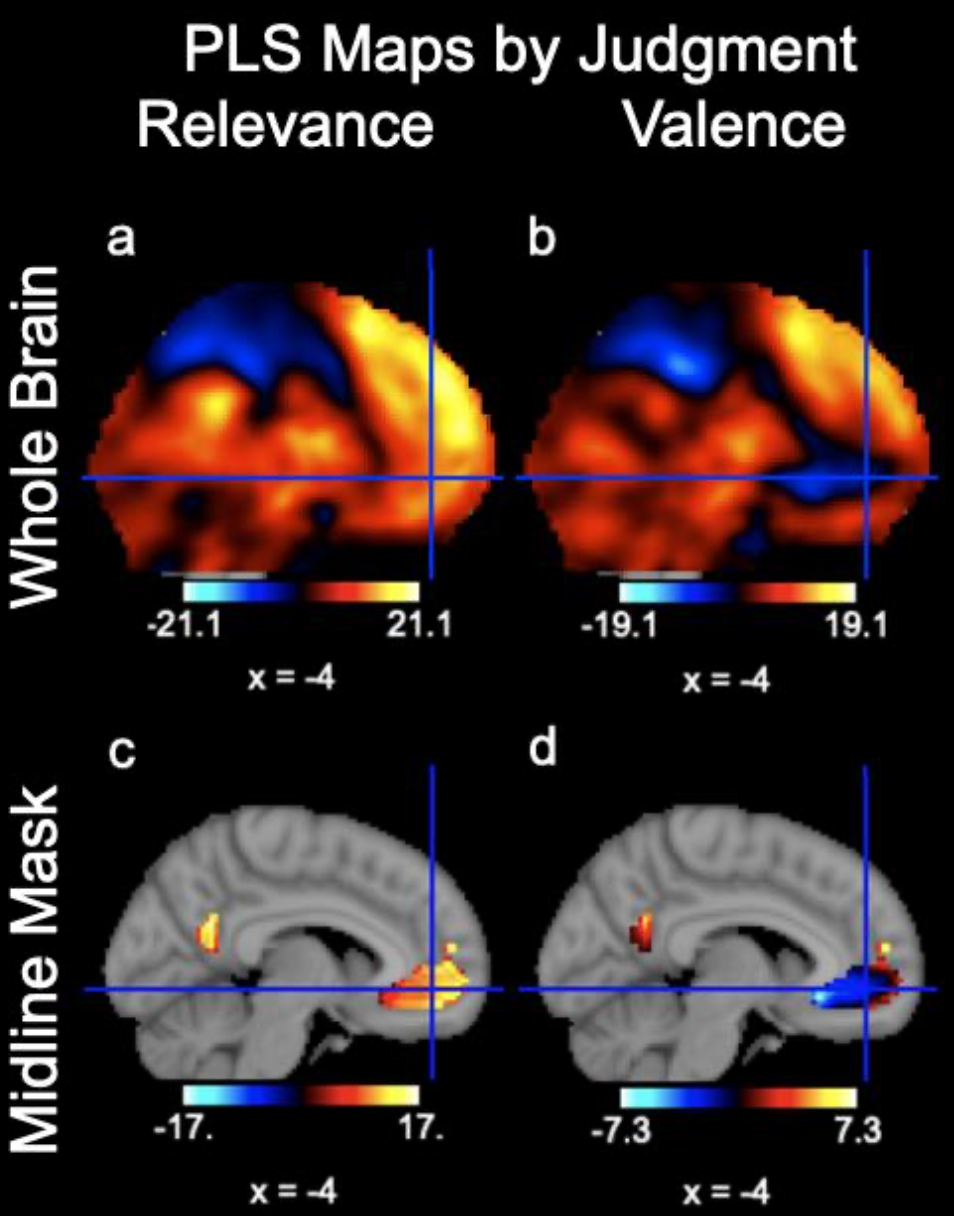 PLS Maps by Judgment
Relevance
Valence
Whole Brain
a
b
-21.1
21.1
-19.1
19.1
x = -4
x = -4
Midline Mask
c
d
-17.
17.
-7.3
7.3
x = -4
x = -4